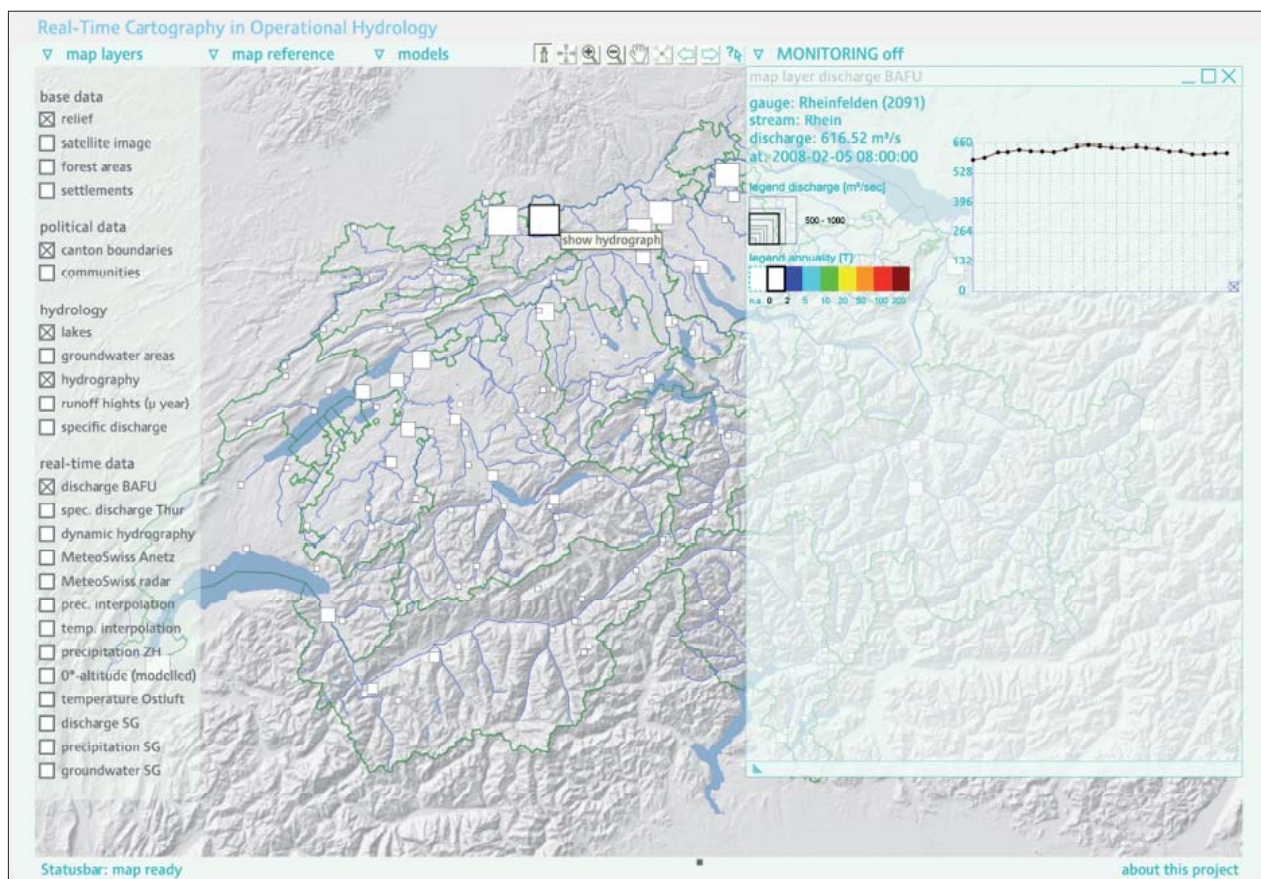 Real-Time Cartography in Operational Hydrology
map layers
map reference
models
?
MONITORING off
base data
relief
satellite image
forest areas
settlements
political data
canton boundaries
communities
hydrology
lakes
groundwater areas
hydrography
runoff hights (µ year)
specific discharge
real-time data
discharge BAFU
spec. discharge Thur
dynamic hydrography
MeteoSwiss Anetz
MeteoSwiss radar
prec. interpolation
temp. interpolation
precipitation ZH
0°-altitude (modelled)
temperature Ostluft
discharge SG
precipitation SG
groundwater SG
show hydrograph
map layer discharge BAFU
gauge: Rheinfelden (2091)
stream: Rhein
discharge: 616.52 m³/s
at: 2008-02-05 08:00:00
legend discharge [m³/sec]
500 - 1000
legend annuality [T]
n.a. 0 2 5 10 20 50 100 200
660
528
396
264
132
0
Statusbar: map ready
about this project